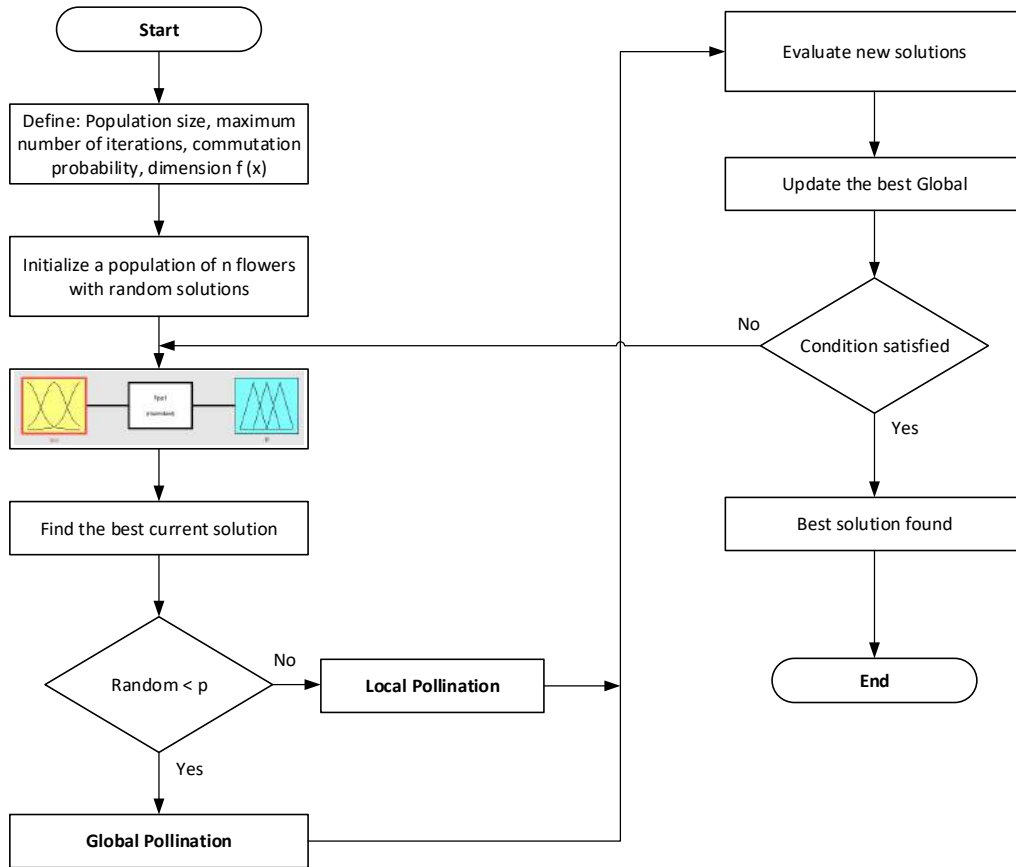 Start
Define: Population size, maximum
number of iterations, commutation
probability, dimension f (x)
Initialize a population of n flowers
with random solutions
Find the best current solution
Random < p
No
Local Pollination
Yes
Global Pollination
Evaluate new solutions
Update the best Global
No
Condition satisfied
Yes
Best solution found
End